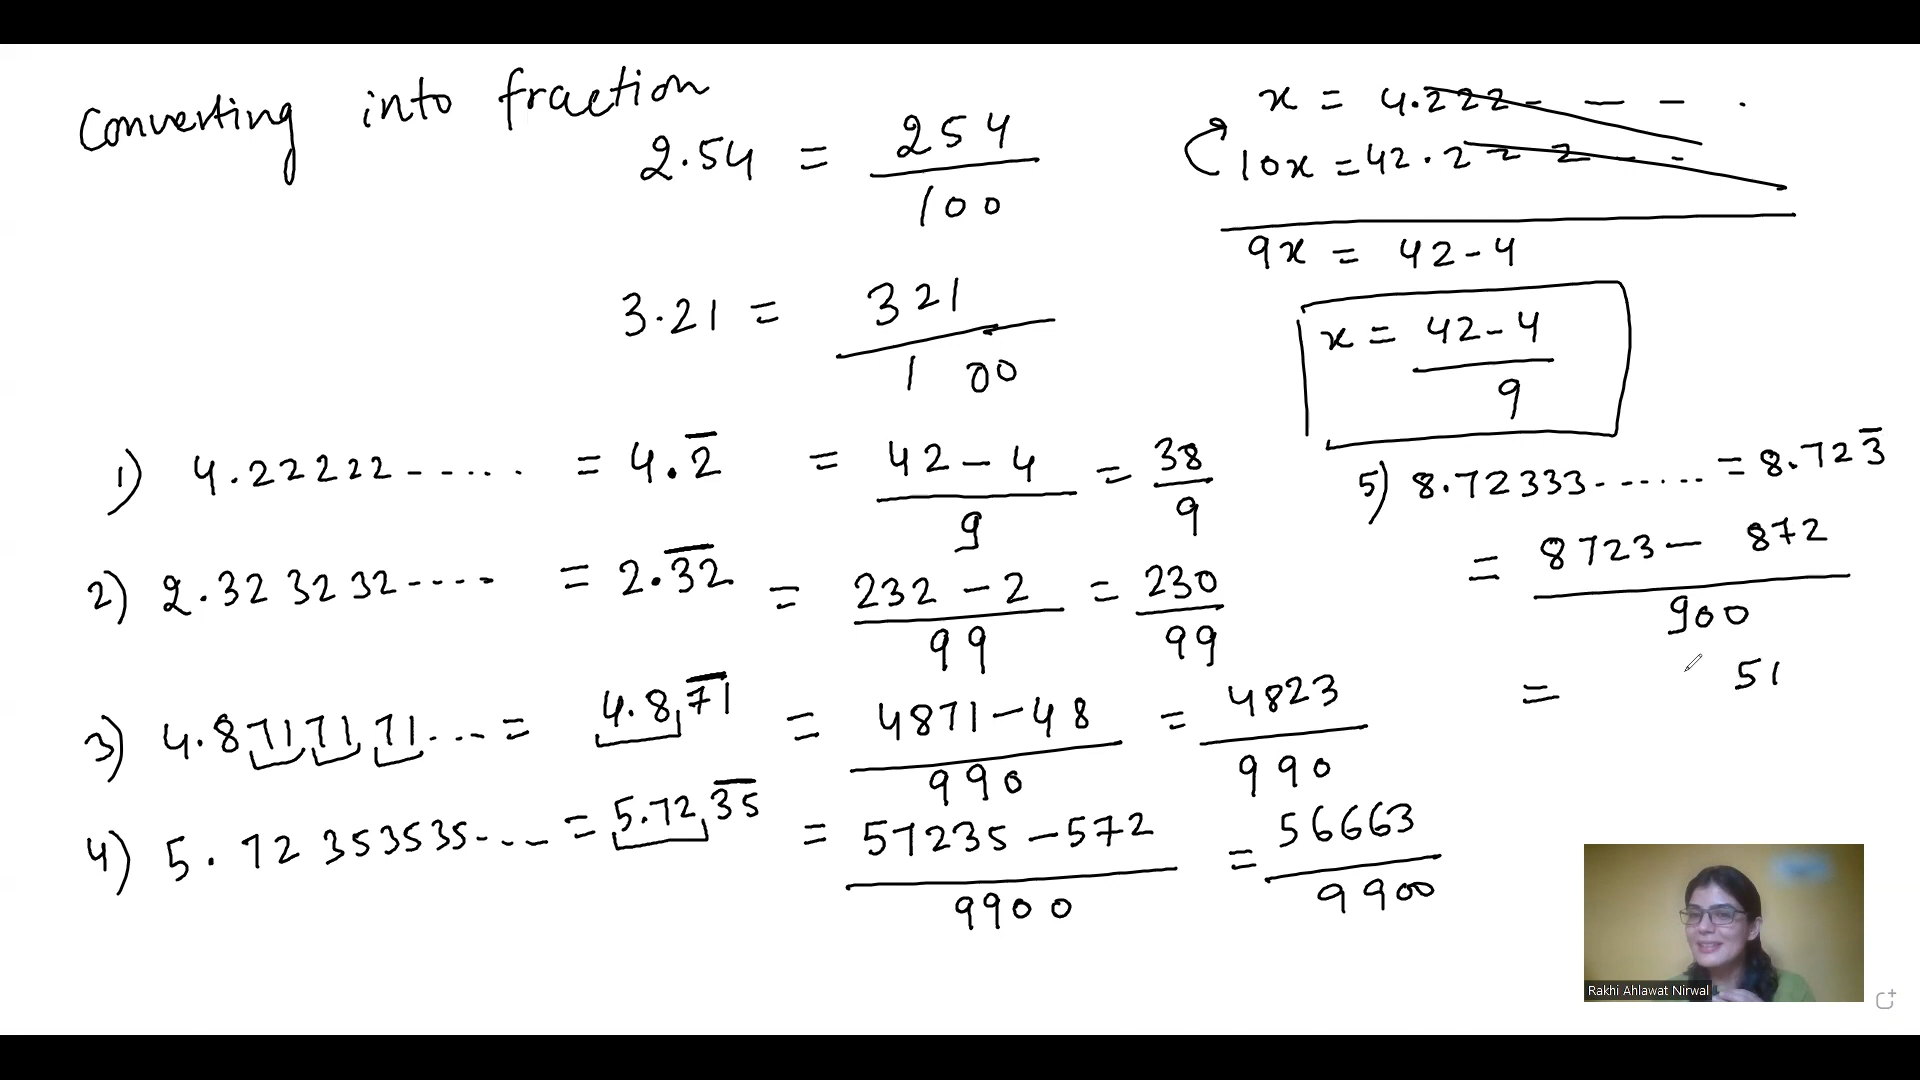 Converting into fraction
2.54 = 254/100
3.21 = 321/100
x = 4.222- — — .
10x = 42.222 - -
9x = 42-4
x = 42-4/9
1) 4.22222-..... = 4.2̅ = 42-4/9 = 38/9
2) 2.323232---- = 2.3̅2̅ = 232-2/99 = 230/99
3) 4.8717171... = 4.87̅1̅ = 4871-48/990 = 4823/990
4) 5.72353535-... = 5.723̅5̅ = 57235-572/9900 = 56663/9900
5) 8.72333....... = 8.723̅
= 8723-872/900
= 51
Rakhi Ahlawat Nirwal